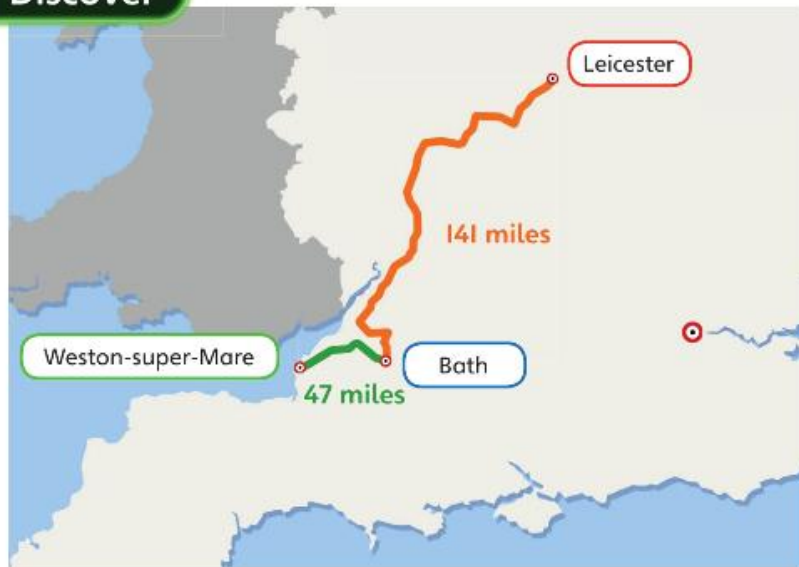 Discover
Leicester
141 miles
Weston-super-Mare
Bath
47 miles